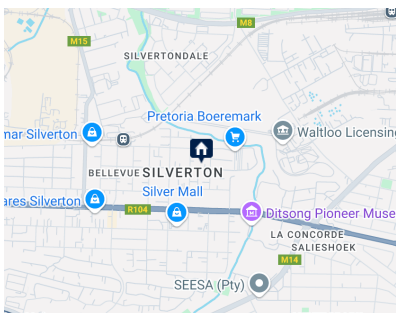 M8
M15
SILVERTONDALE
Pretoria Boeremark
mar Silverton
Waltloo Licensing
BELLEVUE
SILVERTON
Silver Mall
ares Silverton
R104
Ditsong Pioneer Muse
LA CONCORDE
SALIESHOEK
M14
SEESA (Pty)